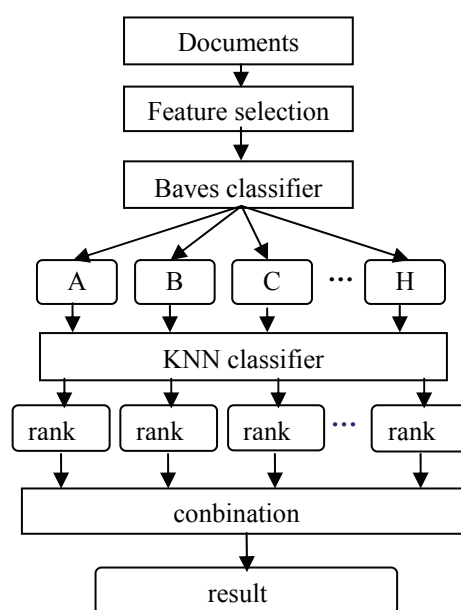 Documents
Feature selection
Baves classifier
A B C ... H
KNN classifier
rank rank rank ... rank
conbination
result